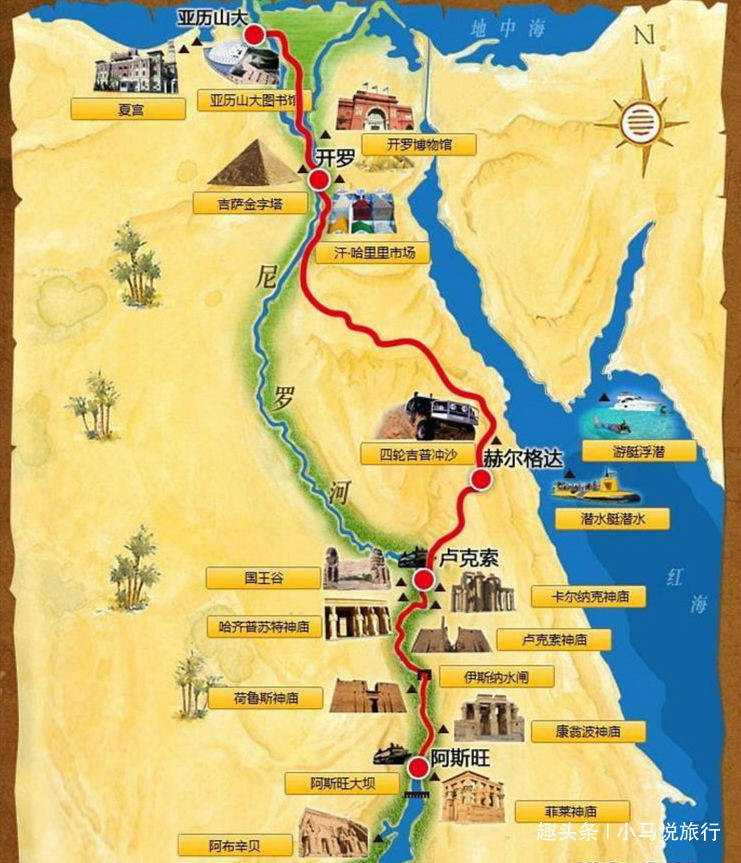 亚历山大
地中海
N
夏宫
亚历山大图书馆
开罗博物馆
开罗
吉萨金字塔
汗·哈里里市场
尼
罗
河
四轮吉普冲沙
赫尔格达
游艇浮潜
潜水艇潜水
卢克索
国王谷
卡尔纳克神庙
红海
哈齐普苏特神庙
卢克索神庙
伊斯纳水闸
荷鲁斯神庙
康翁波神庙
阿斯旺
阿斯旺大坝
菲莱神庙
趣头条 | 小马说旅行
阿布辛贝